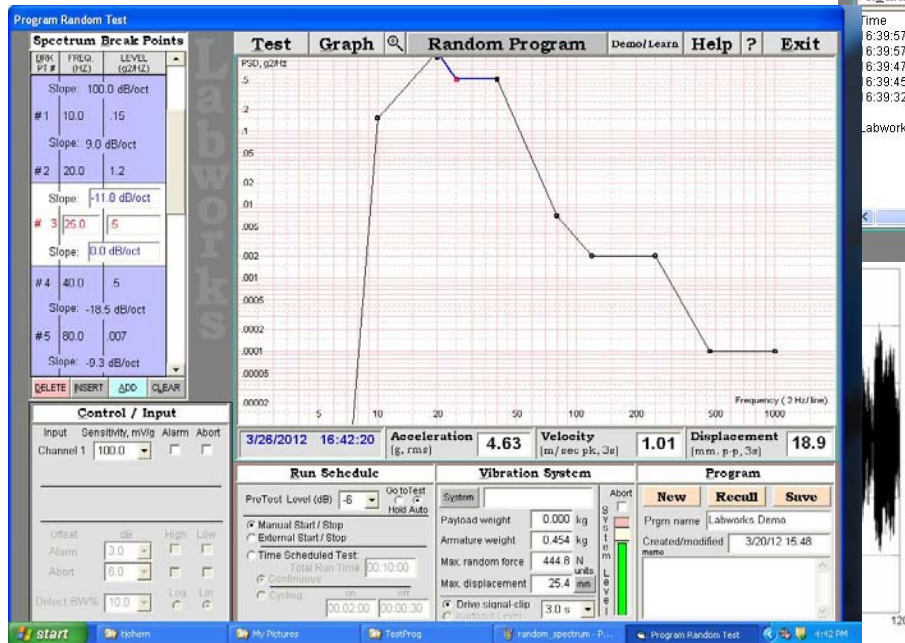 Program Random Test
Spectrum Break Points
BRK PT # FREQ. (HZ) LEVEL (g2/HZ)
Slope: 100.0 dB/oct
#1 10.0 .15
Slope: 9.0 dB/oct
#2 20.0 1.2
Slope: -11.8 dB/oct
# 3 25.0 .5
Slope: 0.0 dB/oct
#4 40.0 .5
Slope: -18.5 dB/oct
#5 80.0 .007
Slope: -9.3 dB/oct
DELETE INSERT ADD CLEAR
Labworks
Test Graph Random Program Demo/Learn Help ? Exit
PSD, g2/Hz
.5
.2
.1
.05
.02
.01
.005
.002
.001
.0005
.0002
.0001
.00005
.00002
Frequency ( 2 Hz/line)
5 10 20 50 100 200 500 1000
3/26/2012 16:42:20
Acceleration (g, rms) 4.63
Velocity (m/sec pk, 3s) 1.01
Displacement (mm. p-p, 3s) 18.9
Control / Input
Input Sensitivity, mV/g Alarm Abort
Channel 1 100.0
Offset dB High Low
Alarm 3.0
Abort 6.0
Log Lin
Detect BW% 10.0
Run Schedule
PreTest Level (dB) -6
Go to Test
Hold Auto
Manual Start / Stop
External Start / Stop
Time Scheduled Test:
Total Run Time 00:10:00
Continuous
Cycling: on off
00:02:00 00:00:30
Vibration System
System
Abort
System Level
Payload weight 0.000 kg
Armature weight 0.454 kg
Max. random force 444.8 N
units
Max. displacement 25.4 mm
Drive signal-clip 3.0 s
Program
New Recall Save
Prgm name Labworks Demo
Created/modified 3/20/12 15:48
memo
Time
16:39:57
16:39:57
16:39:47
16:39:45
16:39:32
Labwork
120
start
tjohern
My Pictures
TestProg
random_spectrum - P...
Program Random Test
4:42 PM